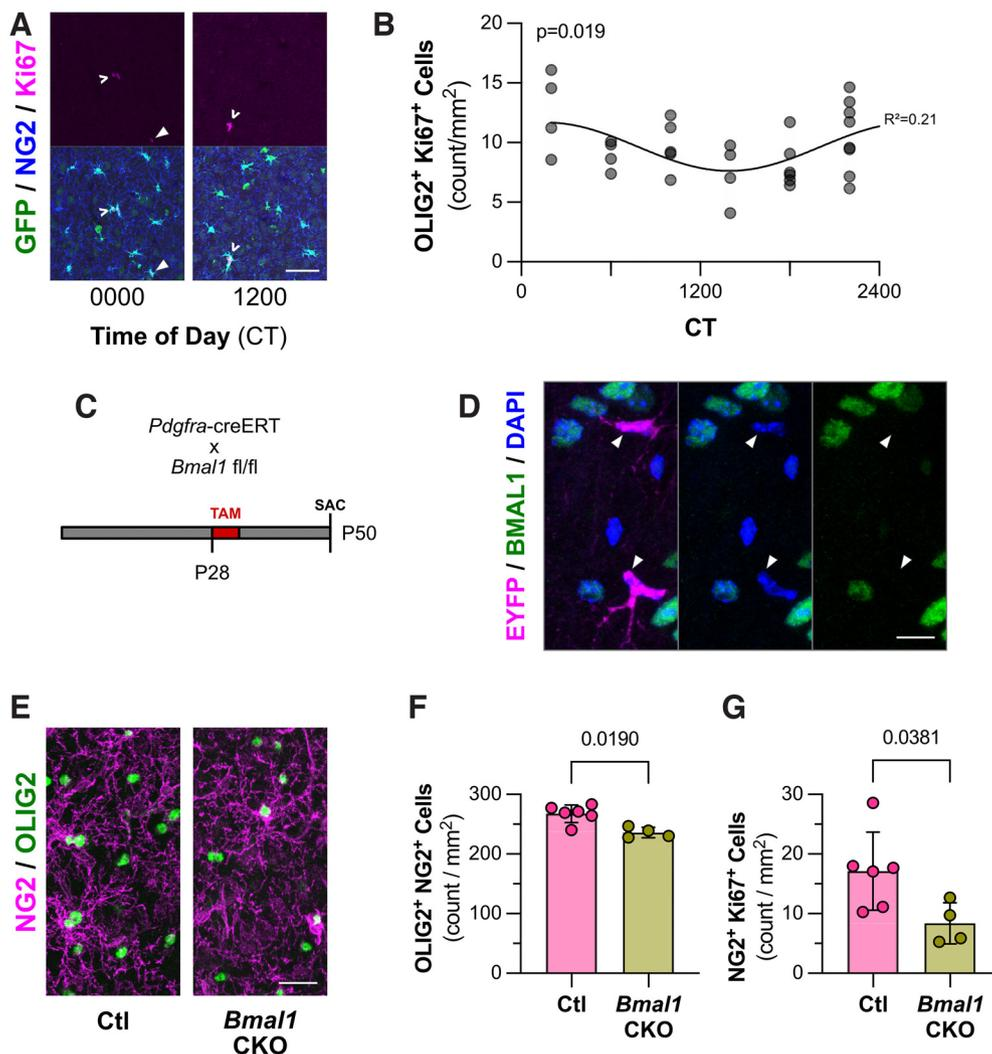 A
GFP / NG2 / Ki67
0000
1200
Time of Day (CT)
B
OLIG2+ Ki67+ Cells
(count/mm²)
20
15
10
5
0
p=0.019
R²=0.21
0
1200
2400
CT
C
Pdgfra-creERT
x
Bmal1 fl/fl
TAM
SAC
P50
P28
D
EYFP / BMAL1 / DAPI
E
NG2 / OLIG2
Ctl
Bmal1
CKO
F
0.0190
OLIG2+ NG2+ Cells
(count / mm²)
300
200
100
0
Ctl
Bmal1
CKO
G
0.0381
NG2+ Ki67+ Cells
(count / mm²)
30
20
10
0
Ctl
Bmal1
CKO